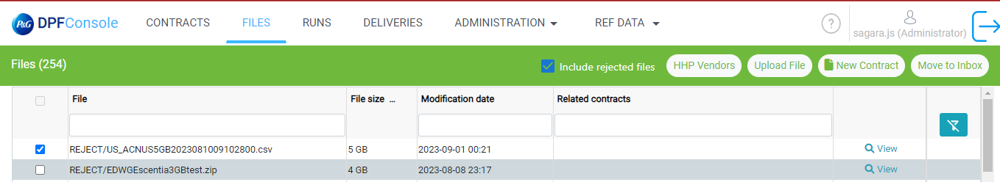 P&G DPFConsole CONTRACTS FILES RUNS DELIVERIES ADMINISTRATION REF DATA ? sagara.js (Administrator)
Files (254) Include rejected files HHP Vendors Upload File New Contract Move to Inbox
File File size ... Modification date Related contracts
REJECT/US_ACNUS5GB2023081009102800.csv 5 GB 2023-09-01 00:21 View
REJECT/EDWGEscentia3GBtest.zip 4 GB 2023-08-08 23:17 View